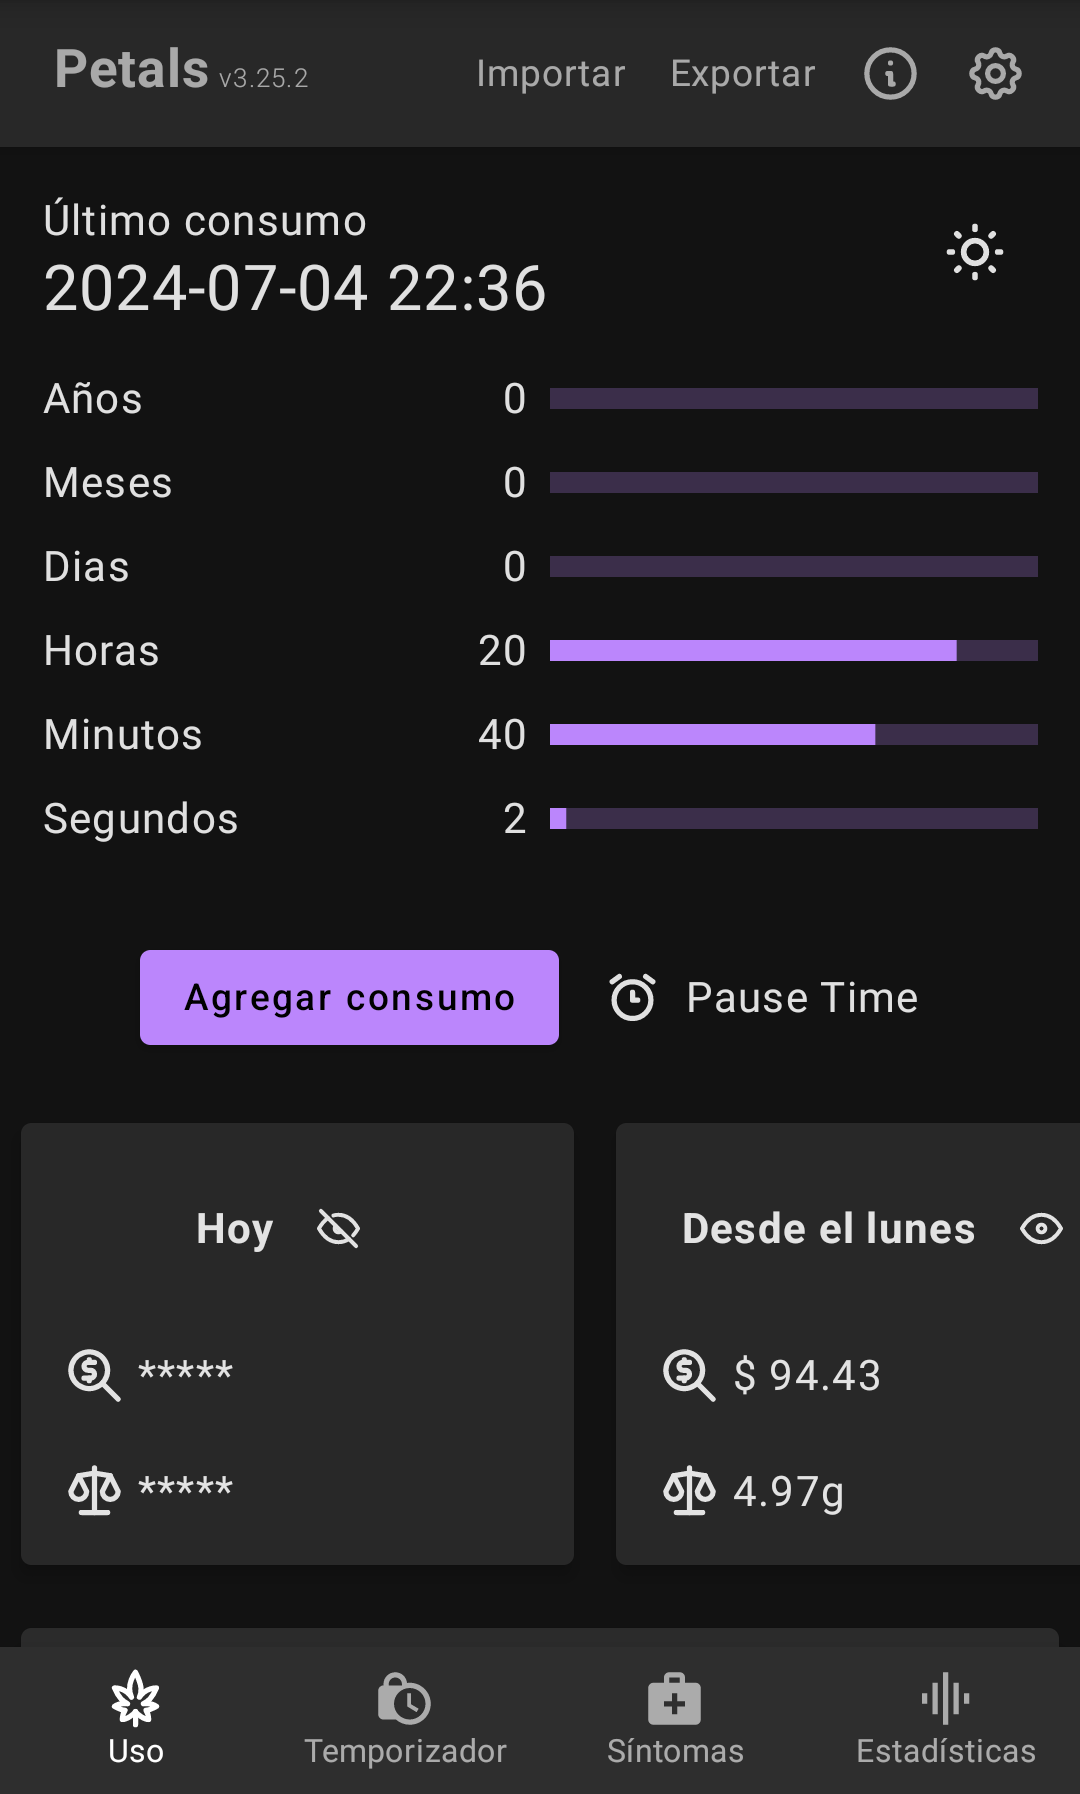 Petals v3.25.2 Importar Exportar
Último consumo
2024-07-04 22:36
Años 0
Meses 0
Dias 0
Horas 20
Minutos 40
Segundos 2
Agregar consumo Pause Time
Hoy
*****
*****
Desde el lunes
$ 94.43
4.97g
Uso Temporizador Síntomas Estadísticas